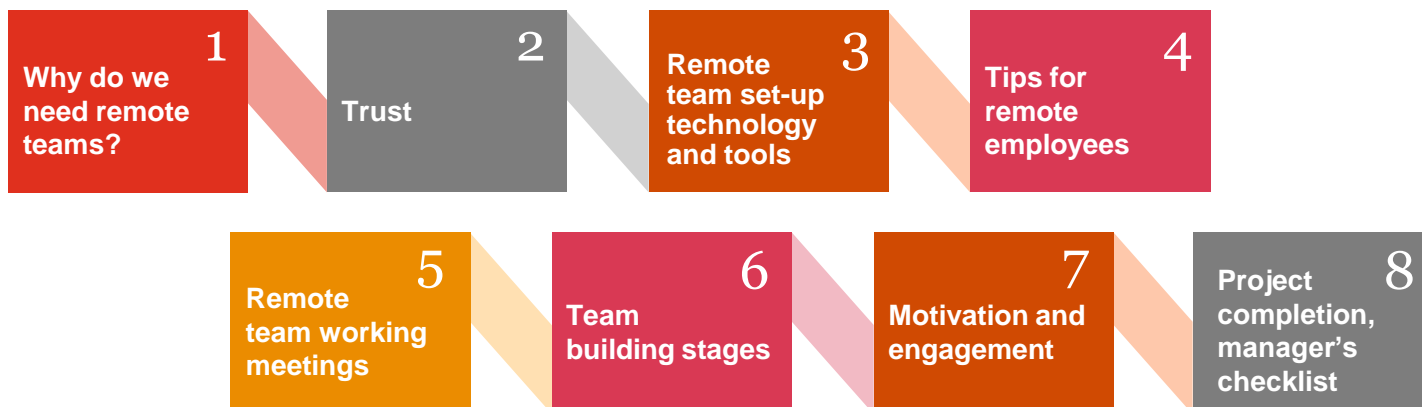 1
Why do we
need remote
teams?
2
Trust
3
Remote
team set-up
technology
and tools
4
Tips for
remote
employees
5
Remote
team working
meetings
6
Team
building stages
7
Motivation and
engagement
8
Project
completion,
manager’s
checklist